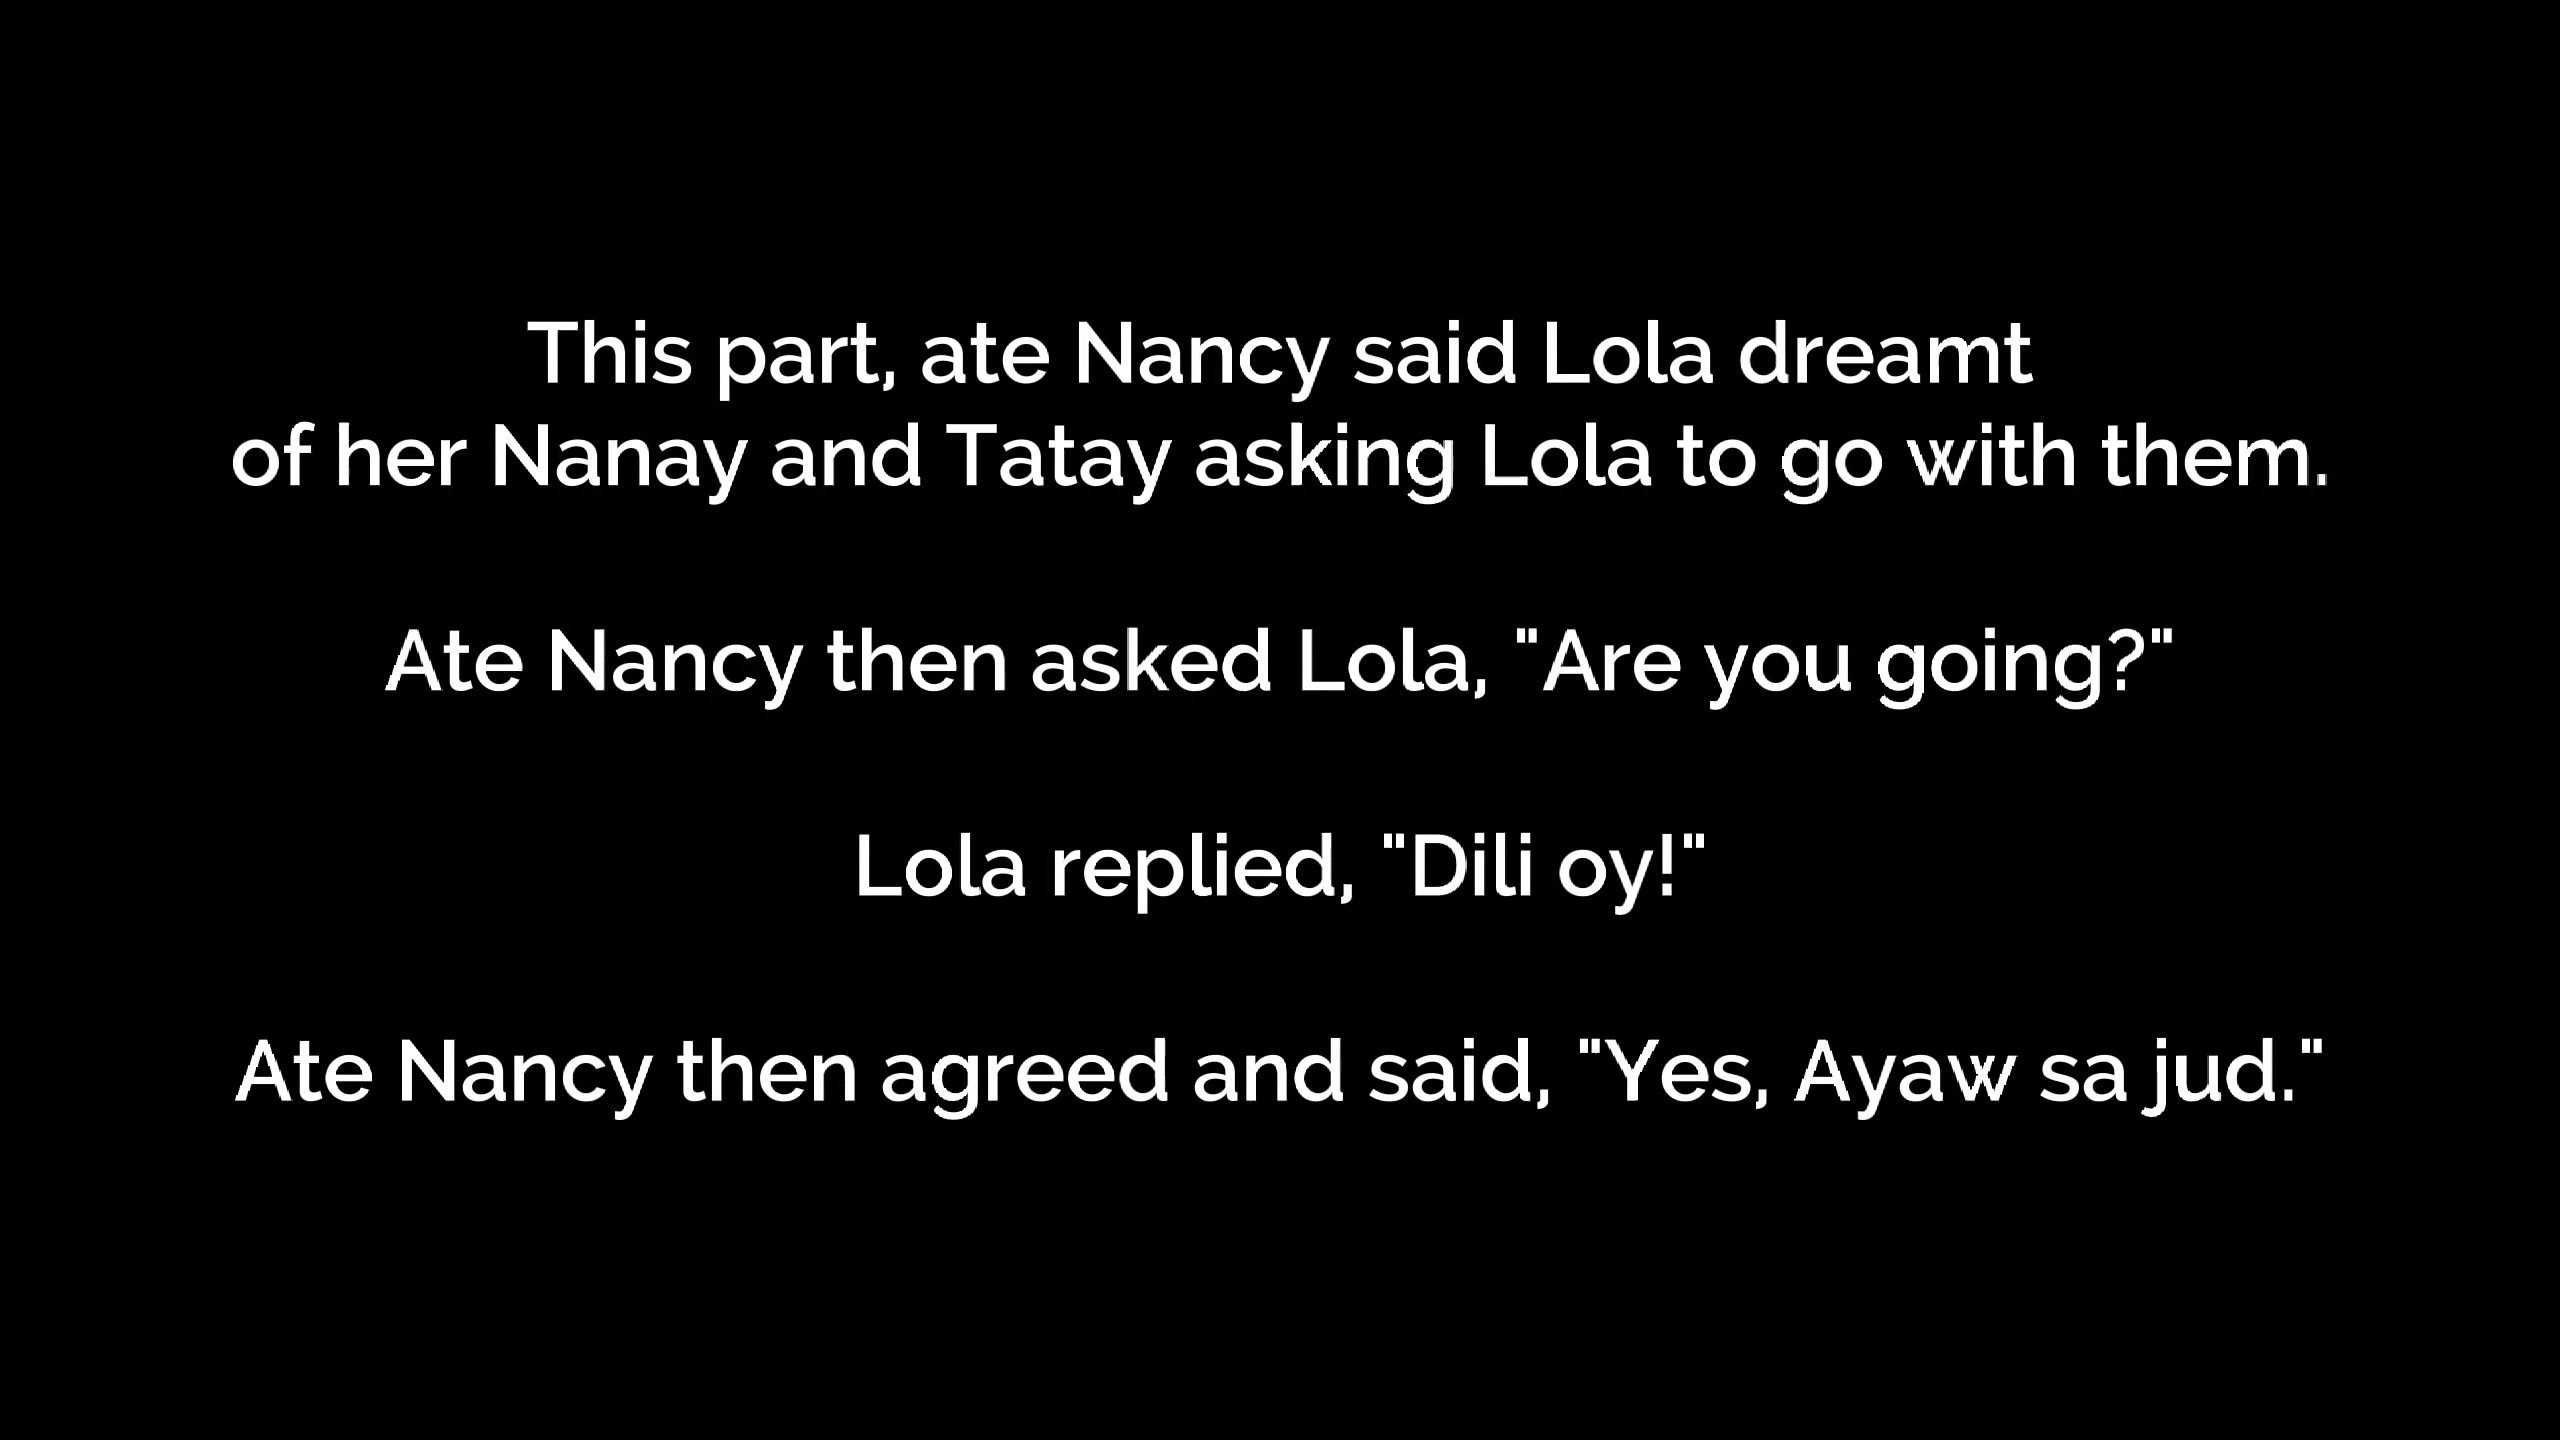 This part, ate Nancy said Lola dreamt
of her Nanay and Tatay asking Lola to go with them.
Ate Nancy then asked Lola, "Are you going?"
Lola replied, "Dili oy!"
Ate Nancy then agreed and said, "Yes, Ayaw sa jud."